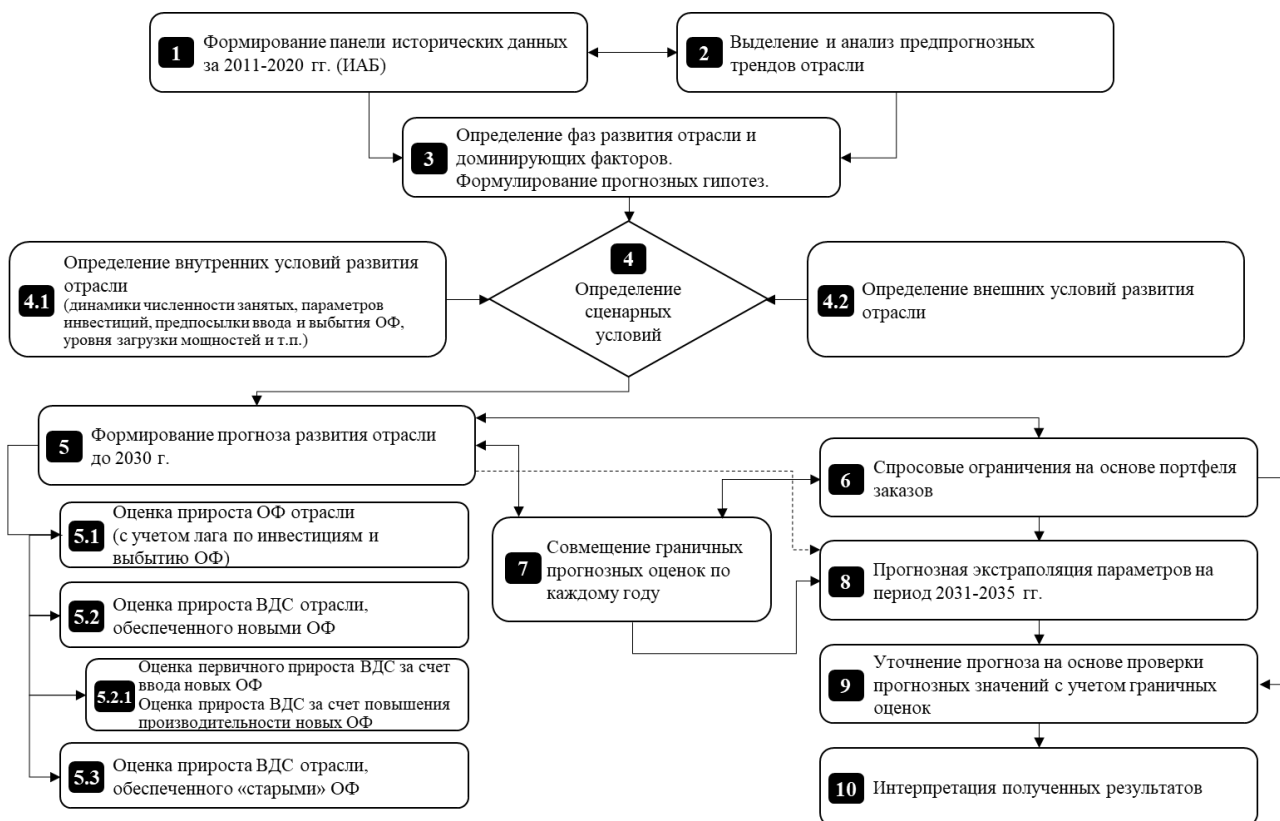 1
Формирование панели исторических данных
за 2011-2020 гг. (ИАБ)
2
Выделение и анализ предпрогнозных
трендов отрасли
3
Определение фаз развития отрасли и
доминирующих факторов.
Формулирование прогнозных гипотез.
4
Определение
сценарных
условий
4.1
Определение внутренних условий развития
отрасли
(динамики численности занятых, параметров
инвестиций, предпосылки ввода и выбытия ОФ,
уровня загрузки мощностей и т.п.)
4.2
Определение внешних условий развития
отрасли
5
Формирование прогноза развития отрасли
до 2030 г.
5.1
Оценка прироста ОФ отрасли
(с учетом лага по инвестициям и
выбытию ОФ)
5.2
Оценка прироста ВДС отрасли,
обеспеченного новыми ОФ
5.2.1
Оценка первичного прироста ВДС за счет
ввода новых ОФ
Оценка прироста ВДС за счет повышения
производительности новых ОФ
5.3
Оценка прироста ВДС отрасли,
обеспеченного «старыми» ОФ
6
Спросовые ограничения на основе портфеля
заказов
7
Совмещение граничных
прогнозных оценок по
каждому году
8
Прогнозная экстраполяция параметров на
период 2031-2035 гг.
9
Уточнение прогноза на основе проверки
прогнозных значений с учетом граничных
оценок
10
Интерпретация полученных результатов